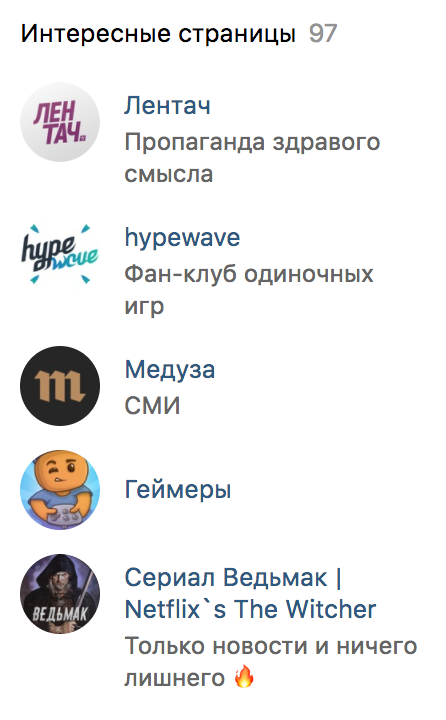 Интересные страницы 97
ЛЕН
ТАЧ.
Лентач
Пропаганда здравого
смысла
hype
wave
hypewave
Фан-клуб одиночных
игр
m
Медуза
СМИ
Геймеры
ВЕДЬМАК
Сериал Ведьмак |
Netflix`s The Witcher
Только новости и ничего
лишнего 🔥